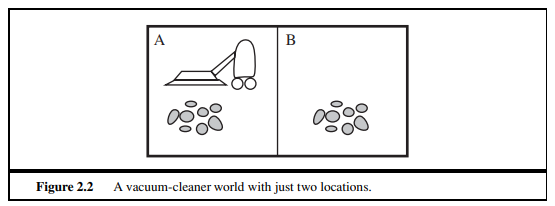 A
B
Figure 2.2 A vacuum-cleaner world with just two locations.